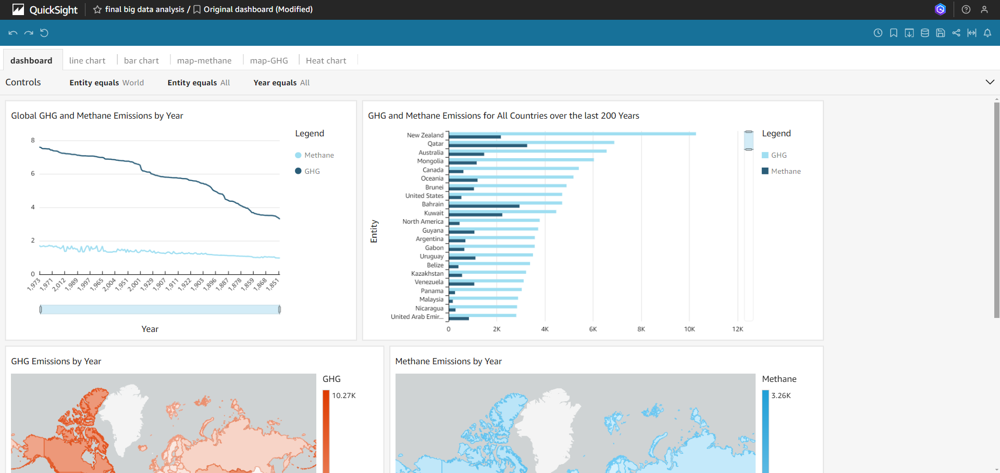 QuickSight
final big data analysis / Original dashboard (Modified)
dashboard
line chart
bar chart
map-methane
map-GHG
Heat chart
Controls
Entity equals World
Entity equals All
Year equals All
Global GHG and Methane Emissions by Year
Legend
Methane
GHG
8
6
4
2
0
1,973
1,971
2,012
1,989
1,997
1,965
2,004
1,951
2,001
1,929
1,907
1,911
1,922
1,903
1,896
1,887
1,878
1,859
1,868
1,851
Year
GHG and Methane Emissions for All Countries over the last 200 Years
Entity
New Zealand
Qatar
Australia
Mongolia
Canada
Oceania
Brunei
United States
Bahrain
Kuwait
North America
Guyana
Argentina
Gabon
Uruguay
Belize
Kazakhstan
Venezuela
Panama
Malaysia
Nicaragua
United Arab Emir...
0
2K
4K
6K
8K
10K
12K
Legend
GHG
Methane
GHG Emissions by Year
GHG
10.27K
Methane Emissions by Year
Methane
3.26K